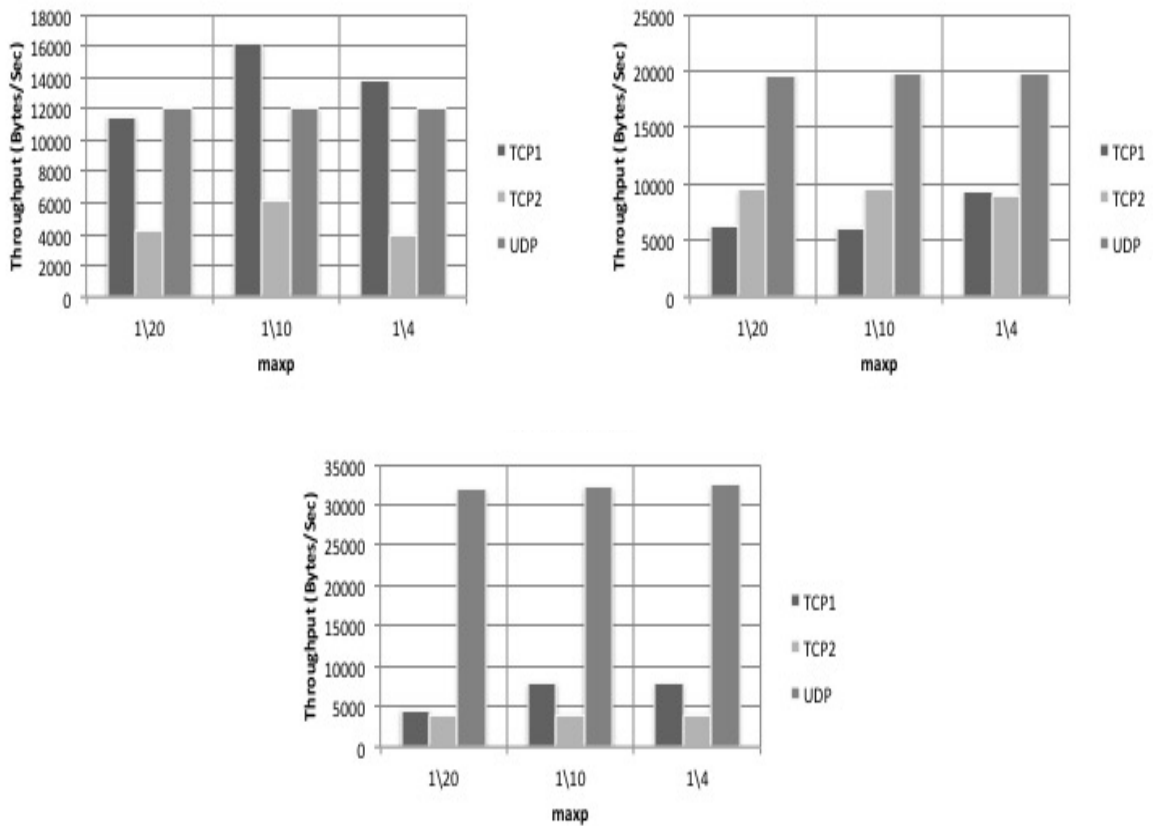 Throughput (Bytes/Sec)
18000
16000
14000
12000
10000
8000
6000
4000
2000
0
1\20
1\10
1\4
maxp
TCP1
TCP2
UDP
Throughput (Bytes/Sec)
25000
20000
15000
10000
5000
0
1\20
1\10
1\4
maxp
TCP1
TCP2
UDP
Throughput (Bytes/Sec)
35000
30000
25000
20000
15000
10000
5000
0
1\20
1\10
1\4
maxp
TCP1
TCP2
UDP